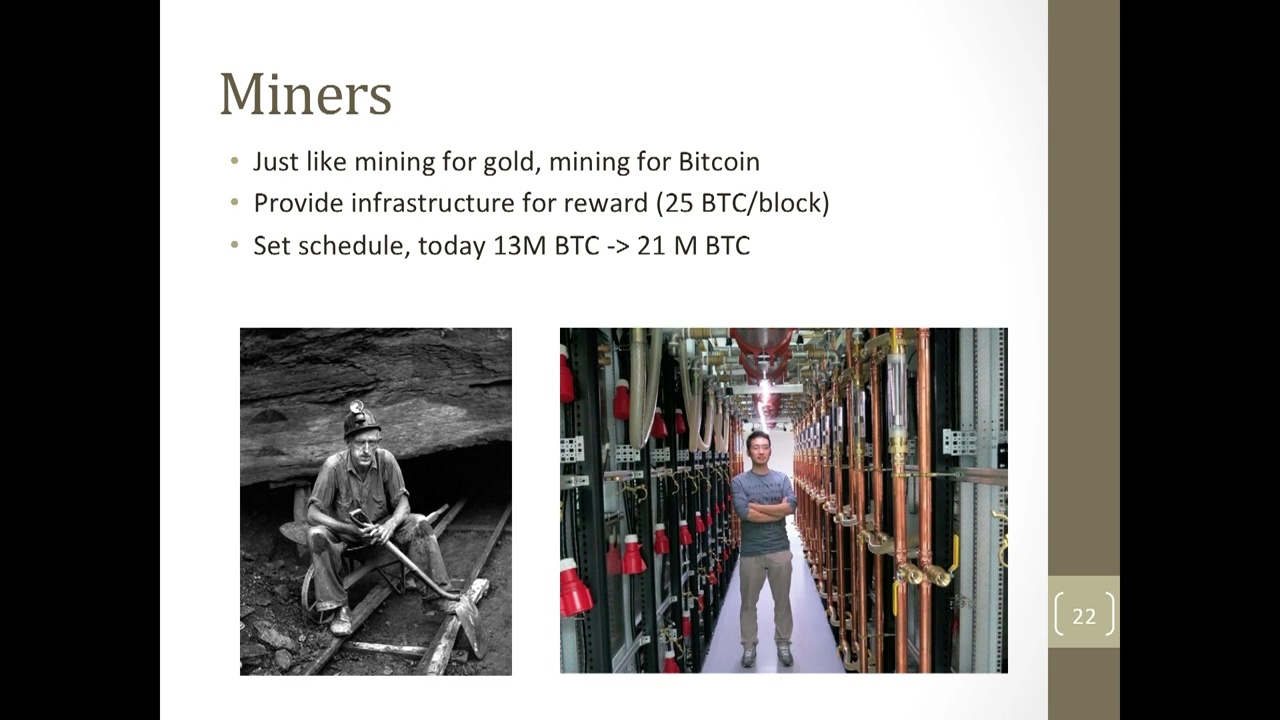 Miners
• Just like mining for gold, mining for Bitcoin
• Provide infrastructure for reward (25 BTC/block)
• Set schedule, today 13M BTC -> 21 M BTC
22